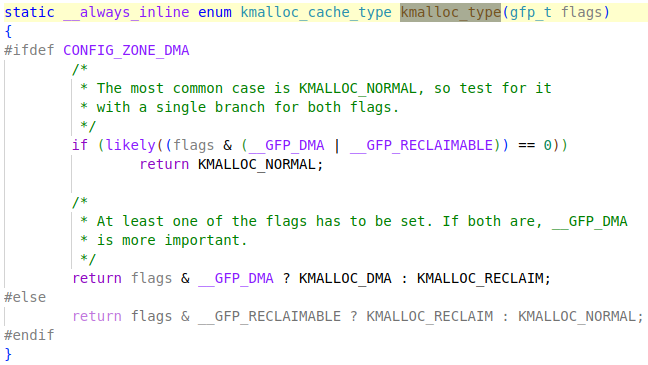 static __always_inline enum kmalloc_cache_type kmalloc_type(gfp_t flags)
{
#ifdef CONFIG_ZONE_DMA
/*
* The most common case is KMALLOC_NORMAL, so test for it
* with a single branch for both flags.
*/
if (likely((flags & (__GFP_DMA | __GFP_RECLAIMABLE)) == 0))
return KMALLOC_NORMAL;
/*
* At least one of the flags has to be set. If both are, __GFP_DMA
* is more important.
*/
return flags & __GFP_DMA ? KMALLOC_DMA : KMALLOC_RECLAIM;
#else
return flags & __GFP_RECLAIMABLE ? KMALLOC_RECLAIM : KMALLOC_NORMAL;
#endif
}